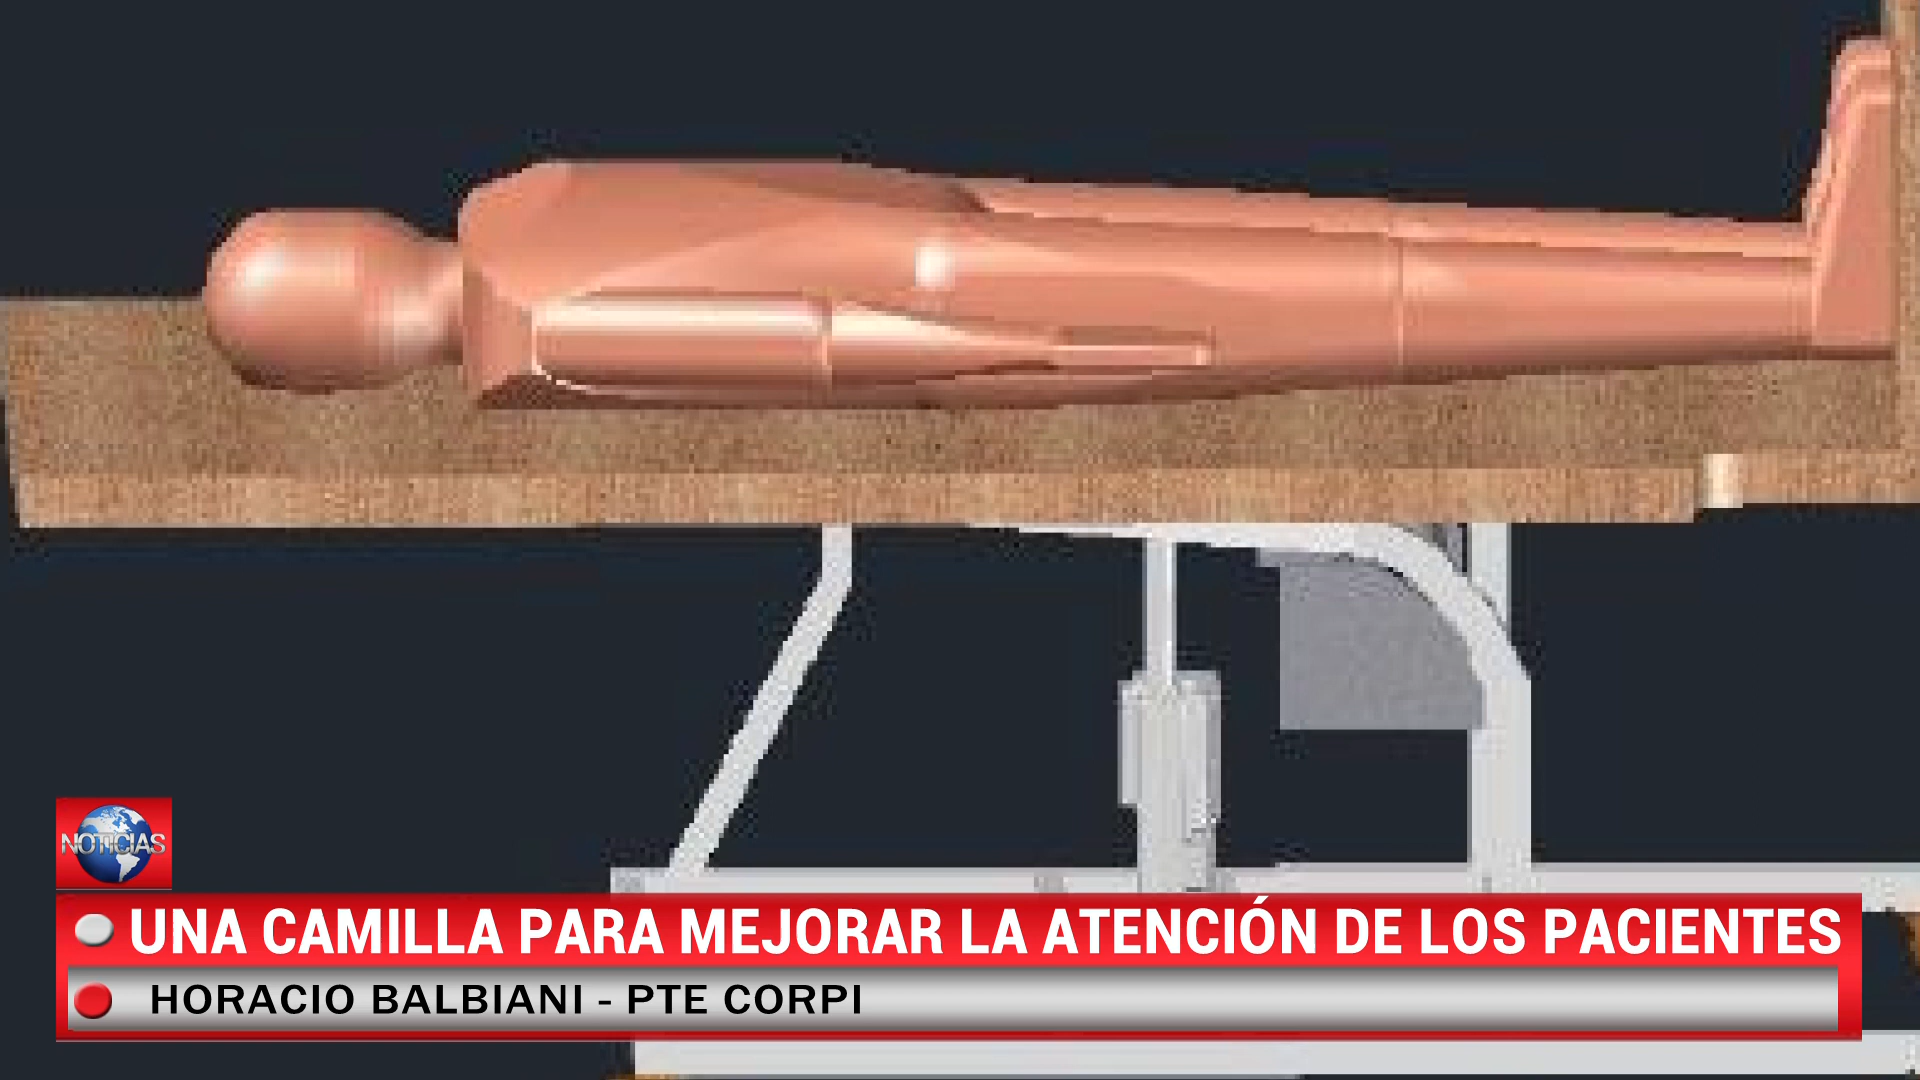 NOTICIAS
UNA CAMILLA PARA MEJORAR LA ATENCIÓN DE LOS PACIENTES
HORACIO BALBIANI - PTE CORPI